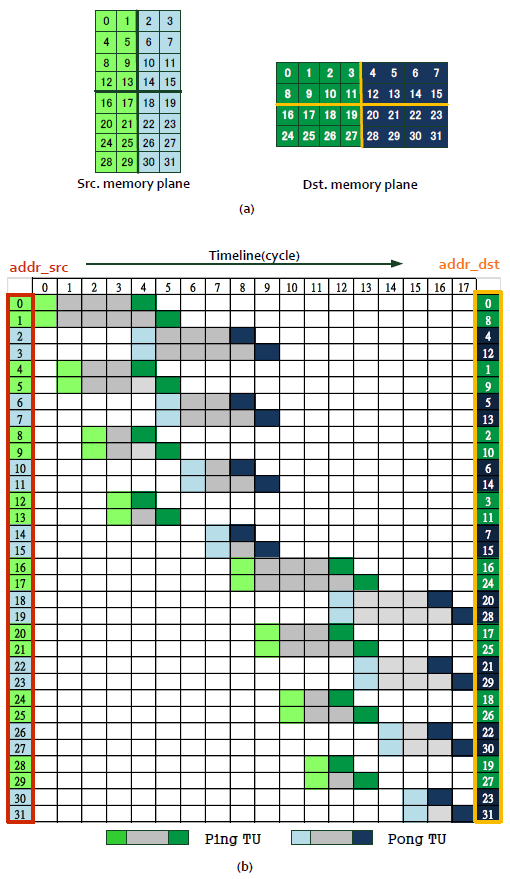 0 1 2 3
4 5 6 7
8 9 10 11
12 13 14 15
16 17 18 19
20 21 22 23
24 25 26 27
28 29 30 31
Src. memory plane
0 1 2 3 4 5 6 7
8 9 10 11 12 13 14 15
16 17 18 19 20 21 22 23
24 25 26 27 28 29 30 31
Dst. memory plane
(a)
Timeline(cycle)
addr_src
addr_dst
0 1 2 3 4 5 6 7 8 9 10 11 12 13 14 15 16 17
0 0
1 8
2 4
3 12
4 1
5 9
6 5
7 13
8 2
9 10
10 6
11 14
12 3
13 11
14 7
15 15
16 16
17 24
18 20
19 28
20 17
21 25
22 21
23 29
24 18
25 26
26 22
27 30
28 19
29 27
30 23
31 31
Ping TU
Pong TU
(b)